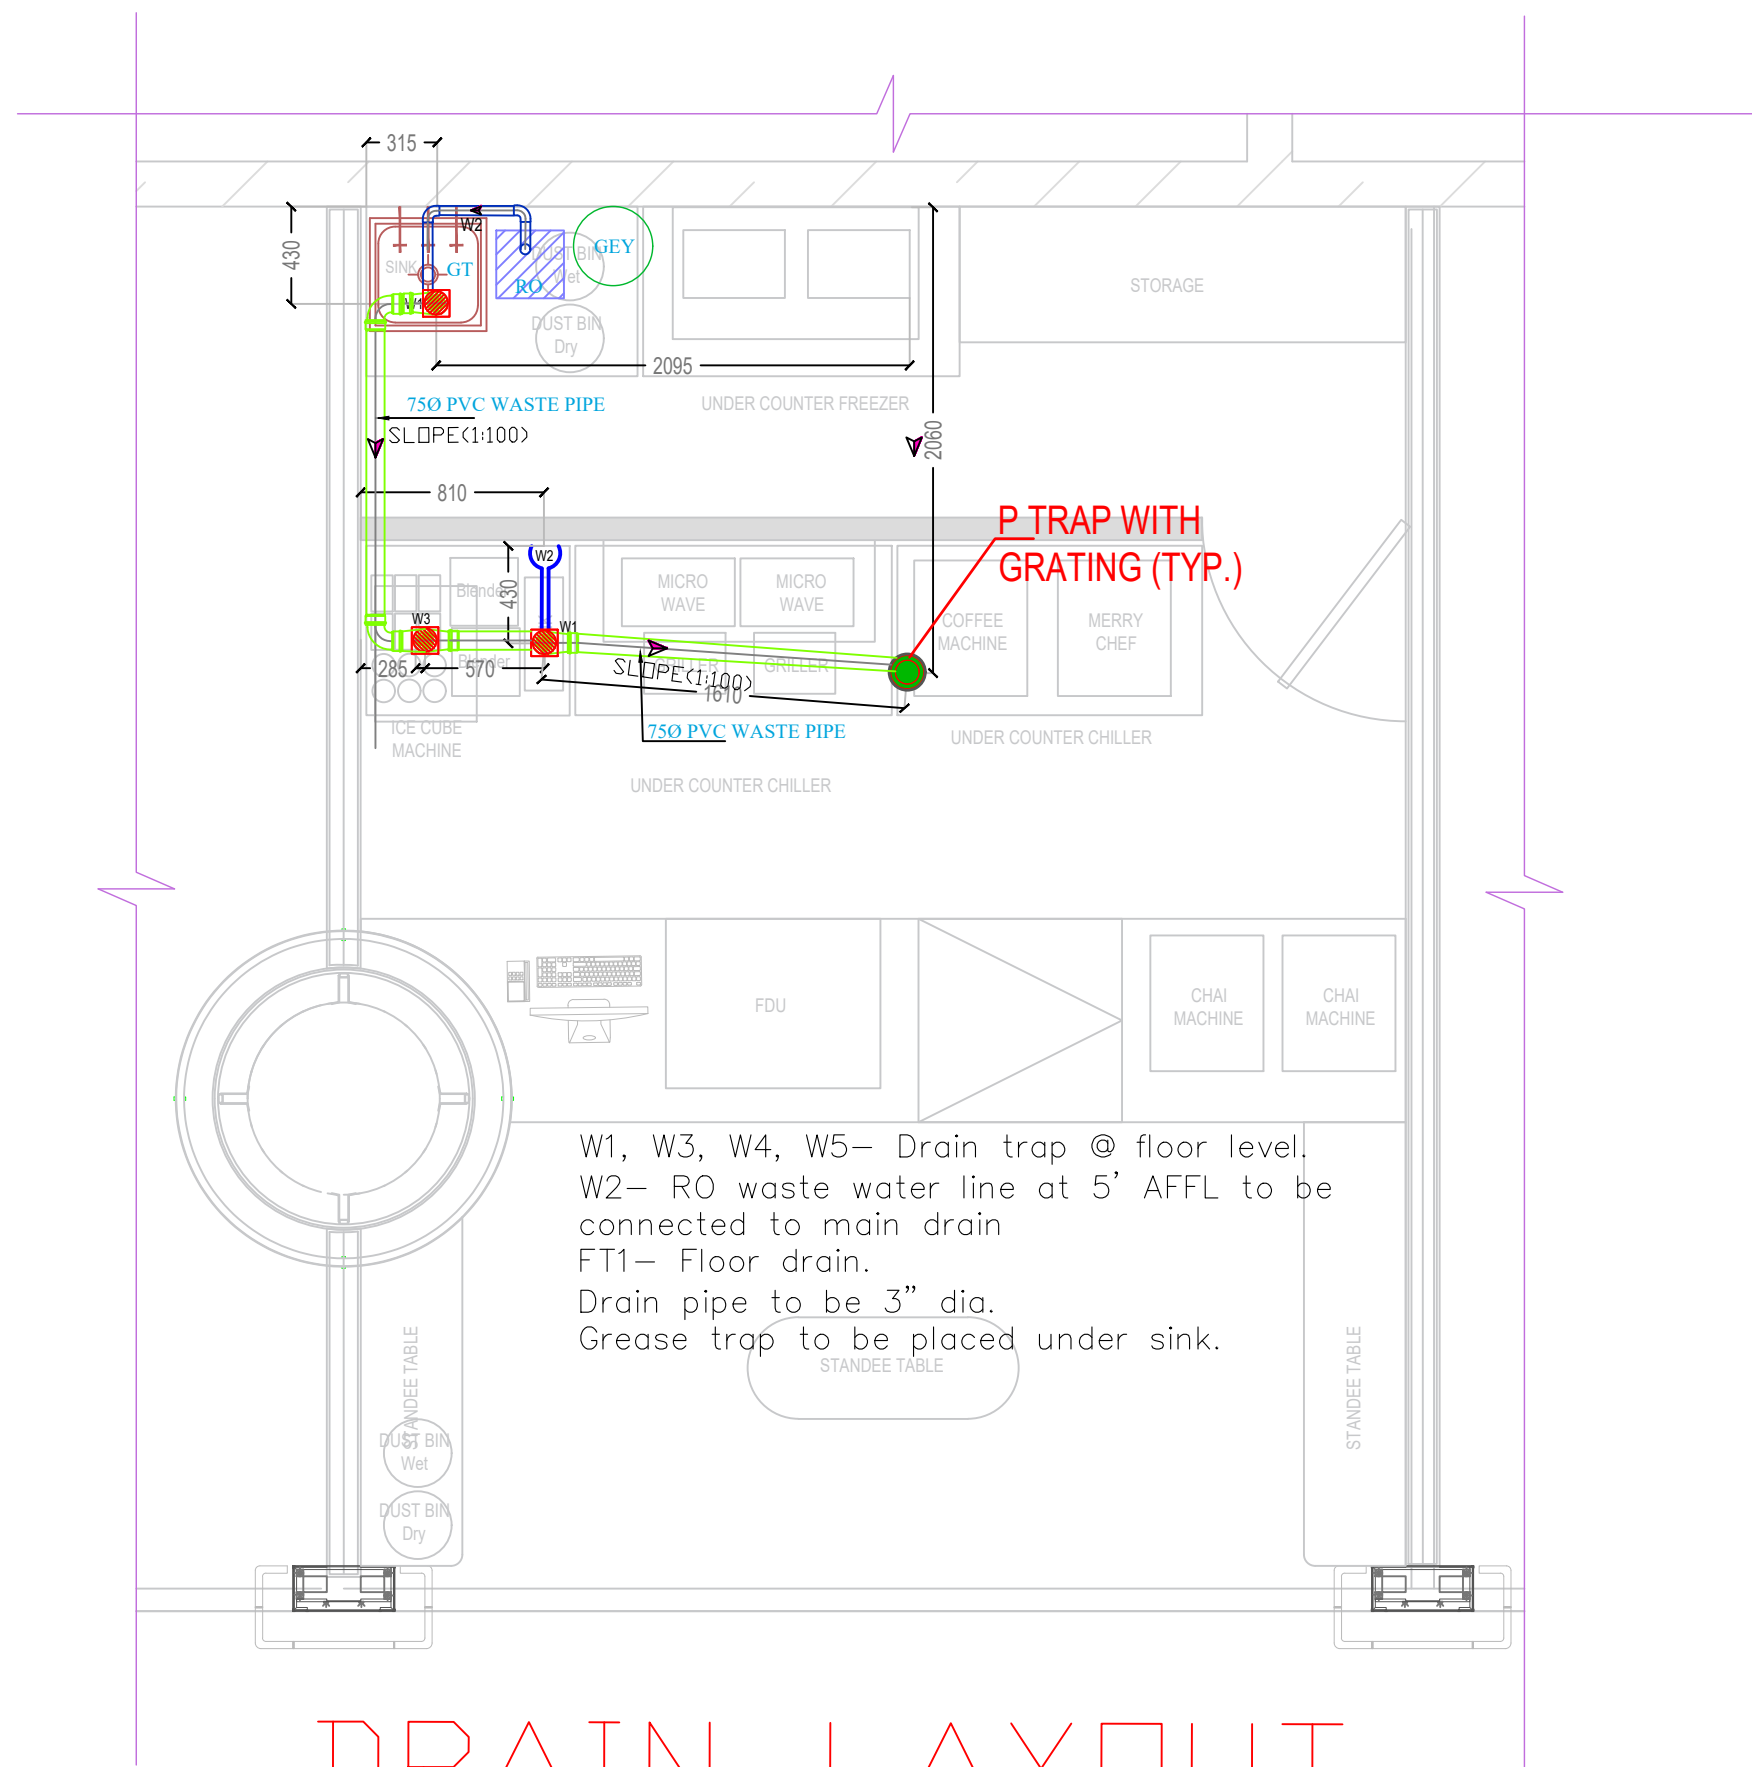 315
430
W2
SINK
GT
W1
DUST BIN
Wet
RO
GEY
DUST BIN
Dry
STORAGE
2095
UNDER COUNTER FREEZER
75Ø PVC WASTE PIPE
SLOPE(1:100)
2060
810
P TRAP WITH
GRATING (TYP.)
W2
430
Blender
MICRO
WAVE
MICRO
WAVE
COFFEE
MACHINE
MERRY
CHEF
W3
W1
Blender
CHILLER
GRILLER
285
570
SLOPE(1:100)
1610
ICE CUBE
MACHINE
75Ø PVC WASTE PIPE
UNDER COUNTER CHILLER
UNDER COUNTER CHILLER
FDU
CHAI
MACHINE
CHAI
MACHINE
W1, W3, W4, W5– Drain trap @ floor level.
W2– RO waste water line at 5’ AFFL to be
connected to main drain
FT1– Floor drain.
Drain pipe to be 3” dia.
Grease trap to be placed under sink.
STANDEE TABLE
STANDEE TABLE
STANDEE TABLE
DUST BIN
Wet
DUST BIN
Dry
DRAIN LAYOUT